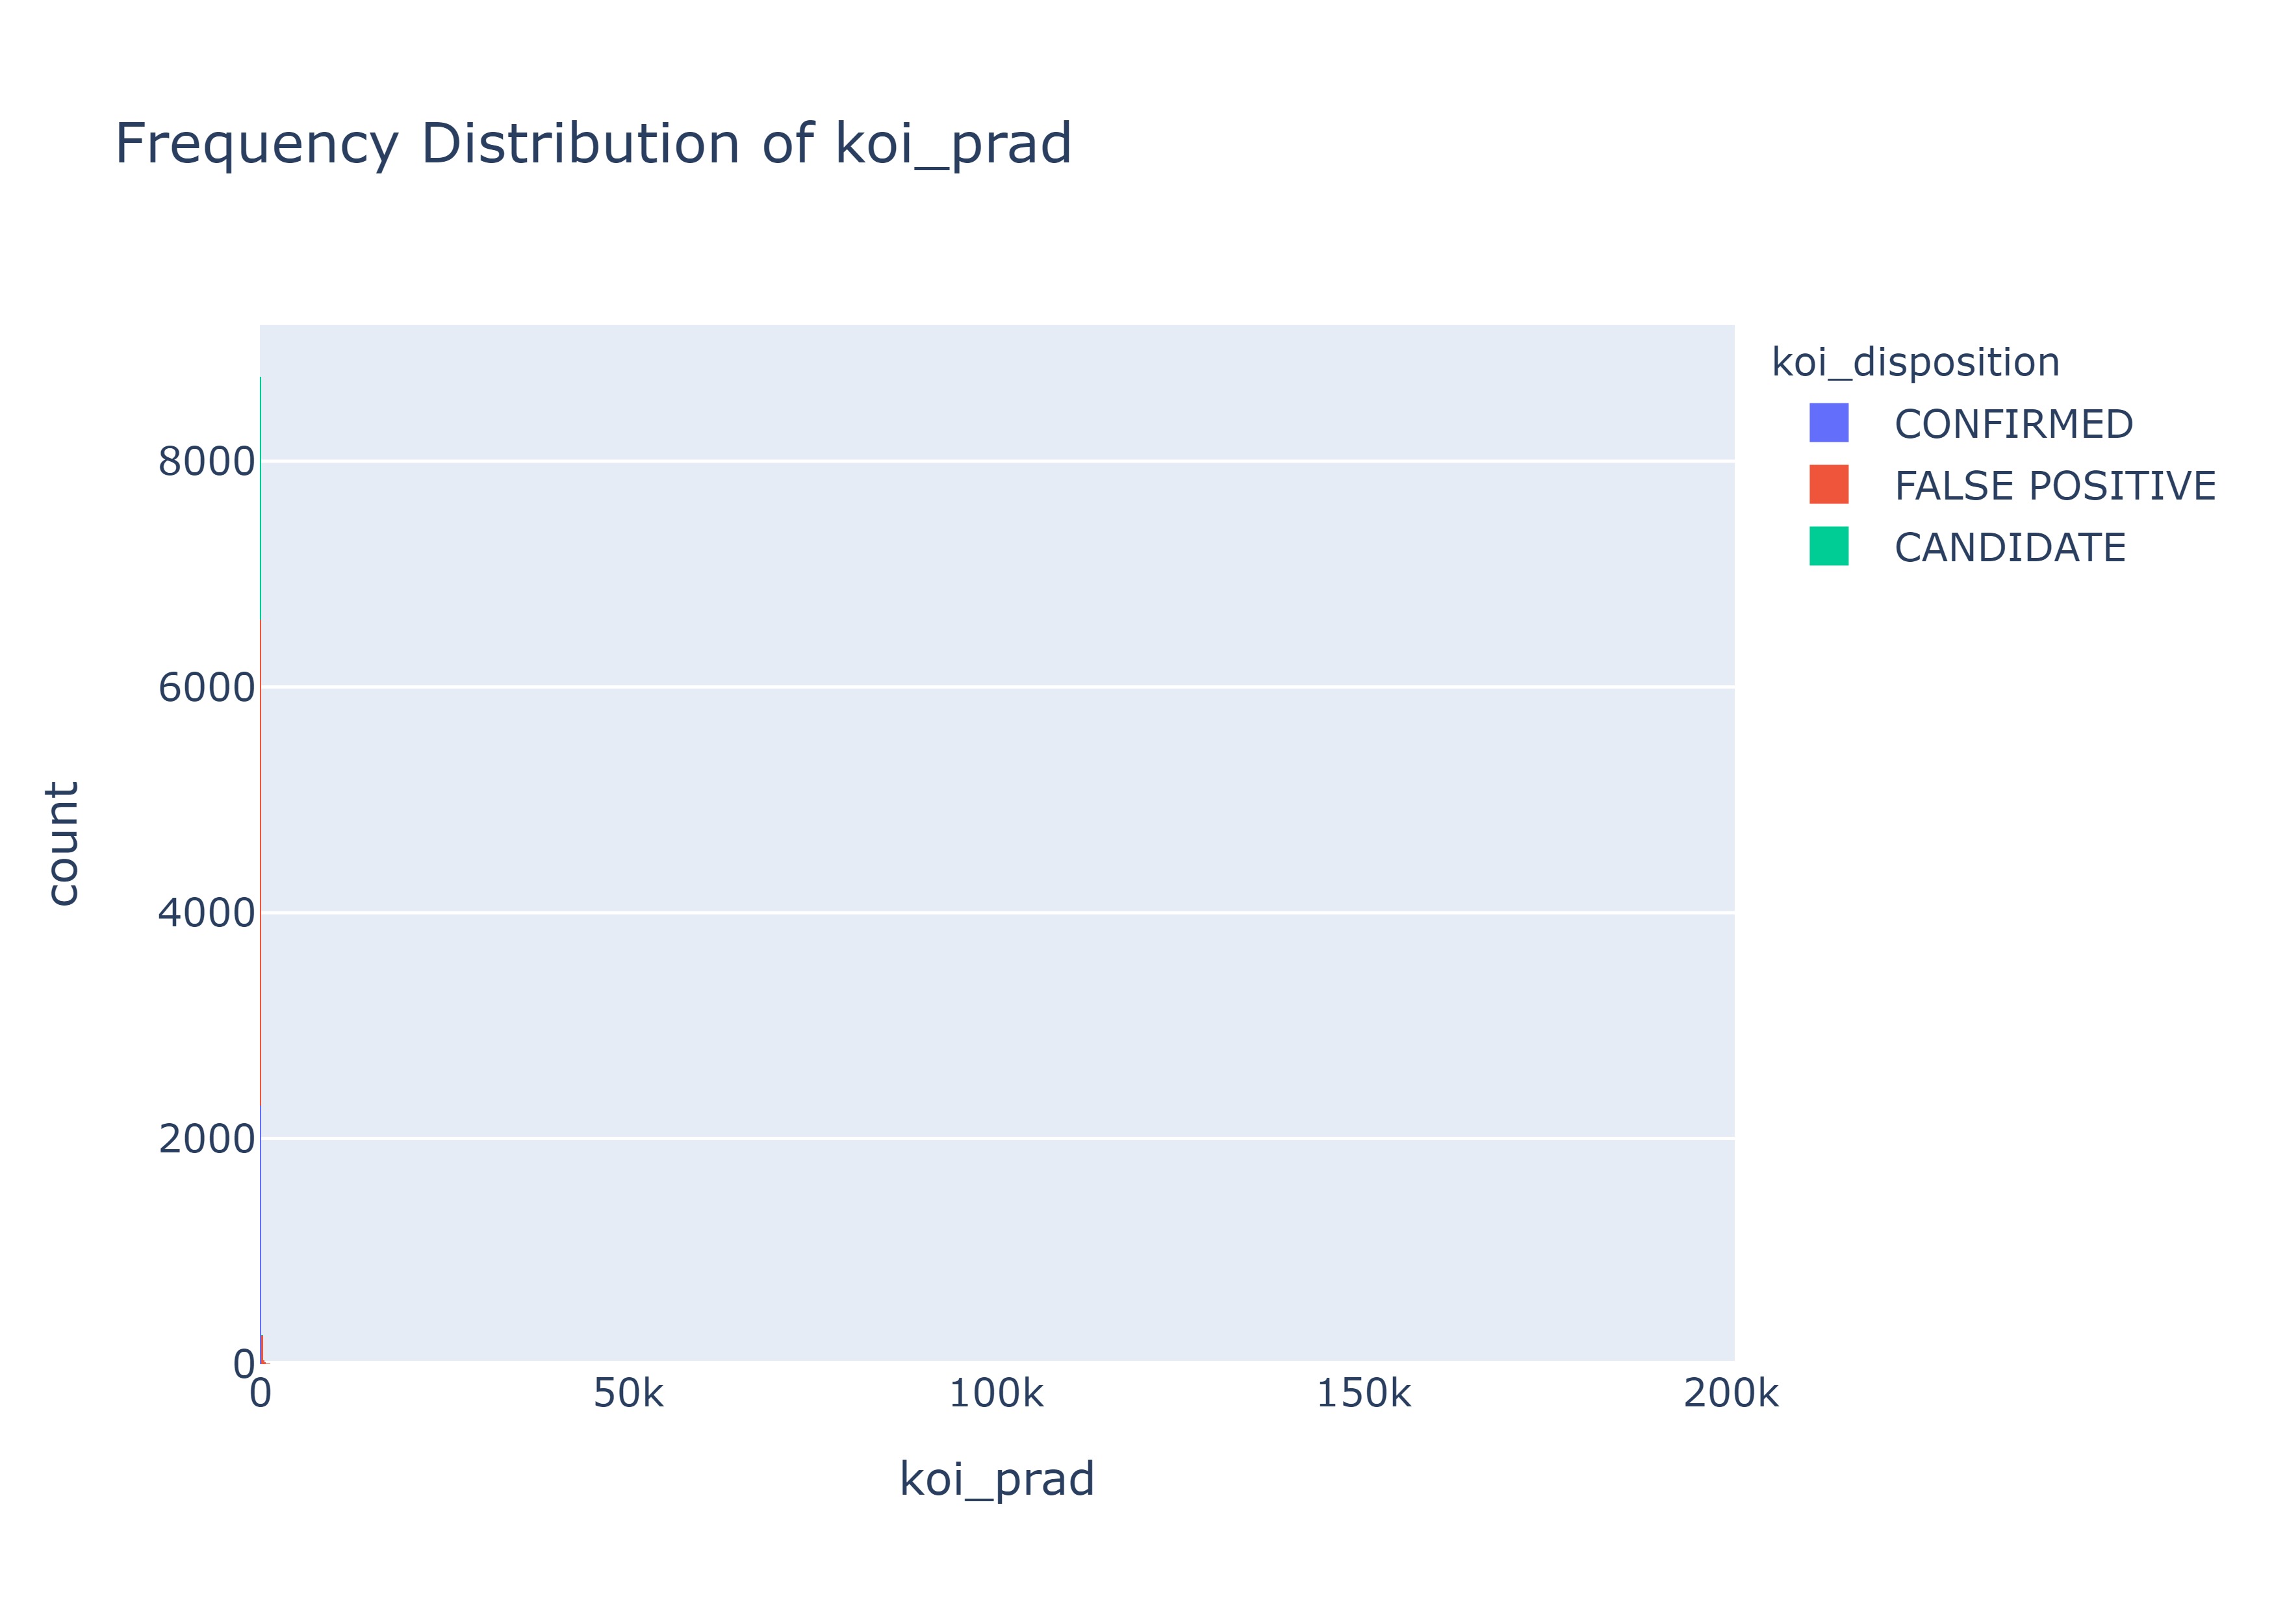 Frequency Distribution of koi_prad
koi_disposition
CONFIRMED
FALSE POSITIVE
CANDIDATE
8000
6000
4000
2000
0
count
0 50k 100k 150k 200k
koi_prad